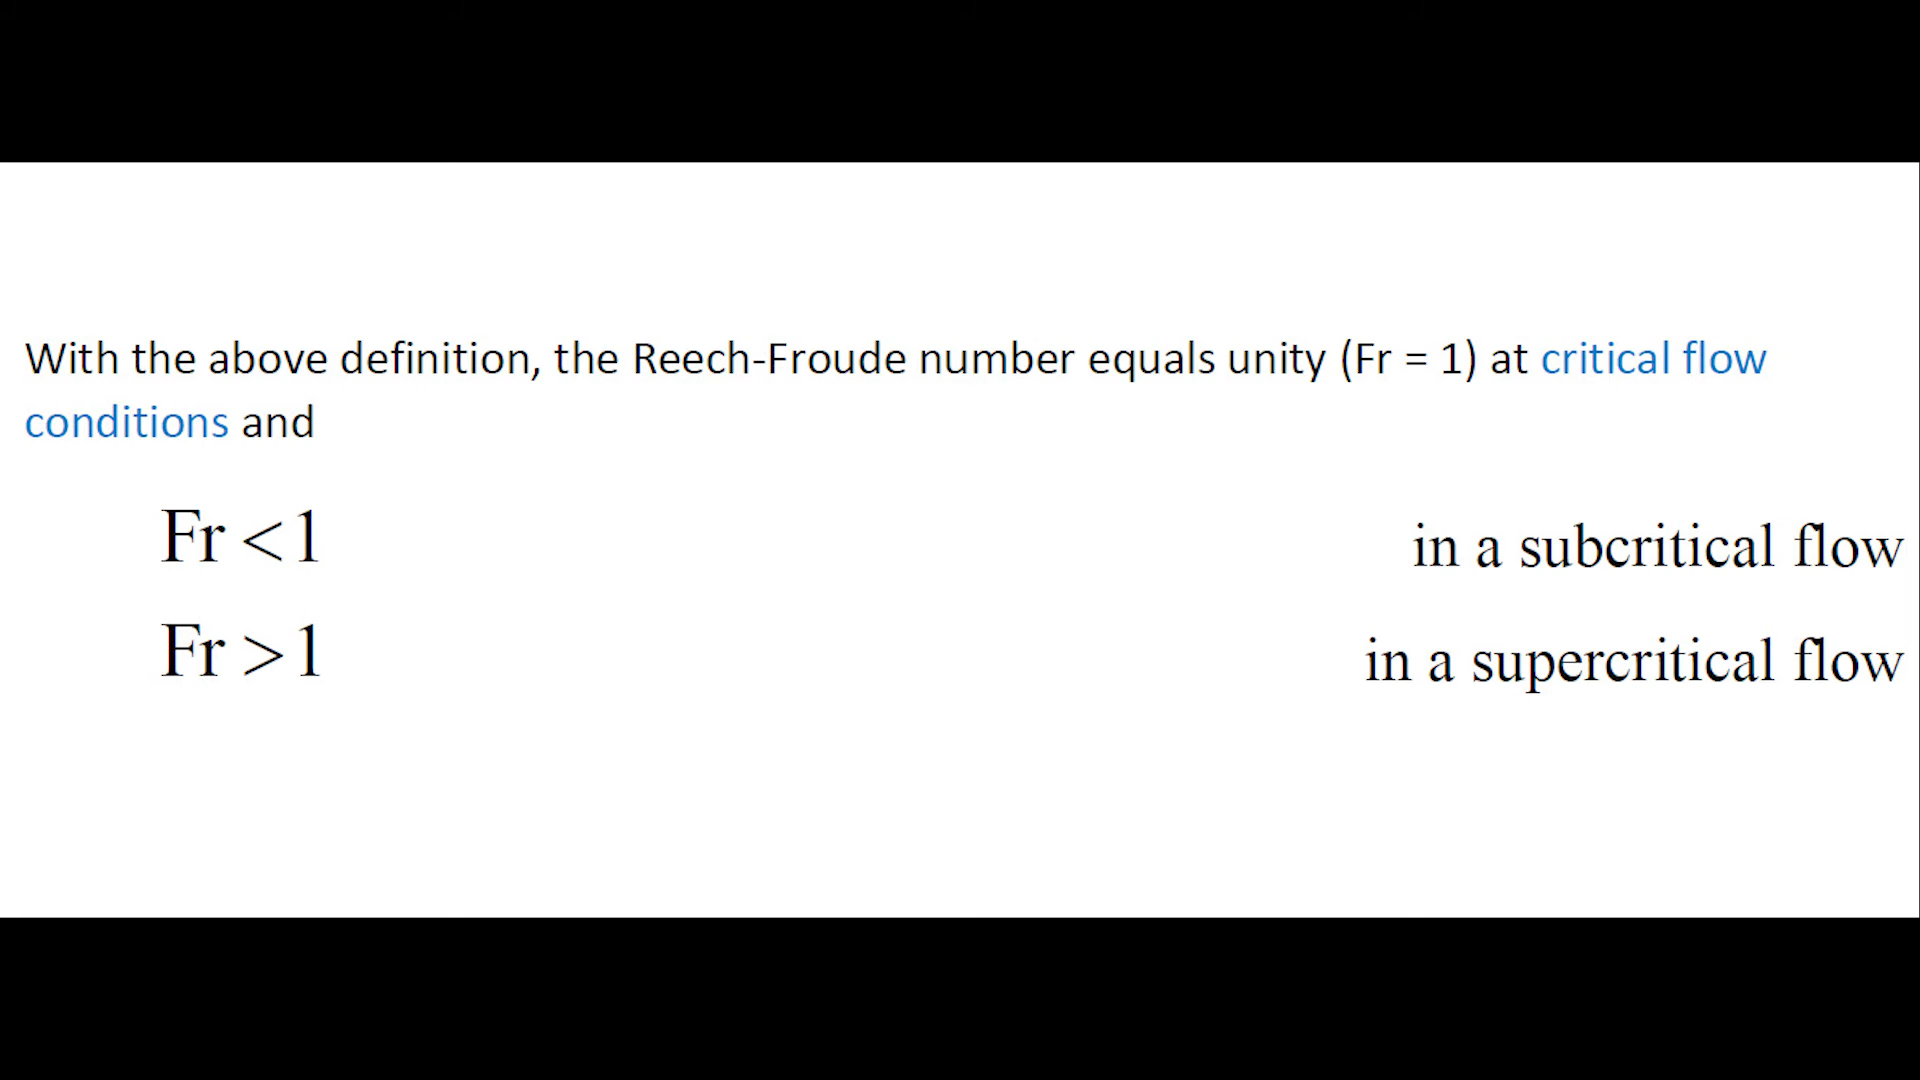 With the above definition, the Reech-Froude number equals unity (Fr = 1) at critical flow
conditions and
Fr < 1 in a subcritical flow
Fr > 1 in a supercritical flow